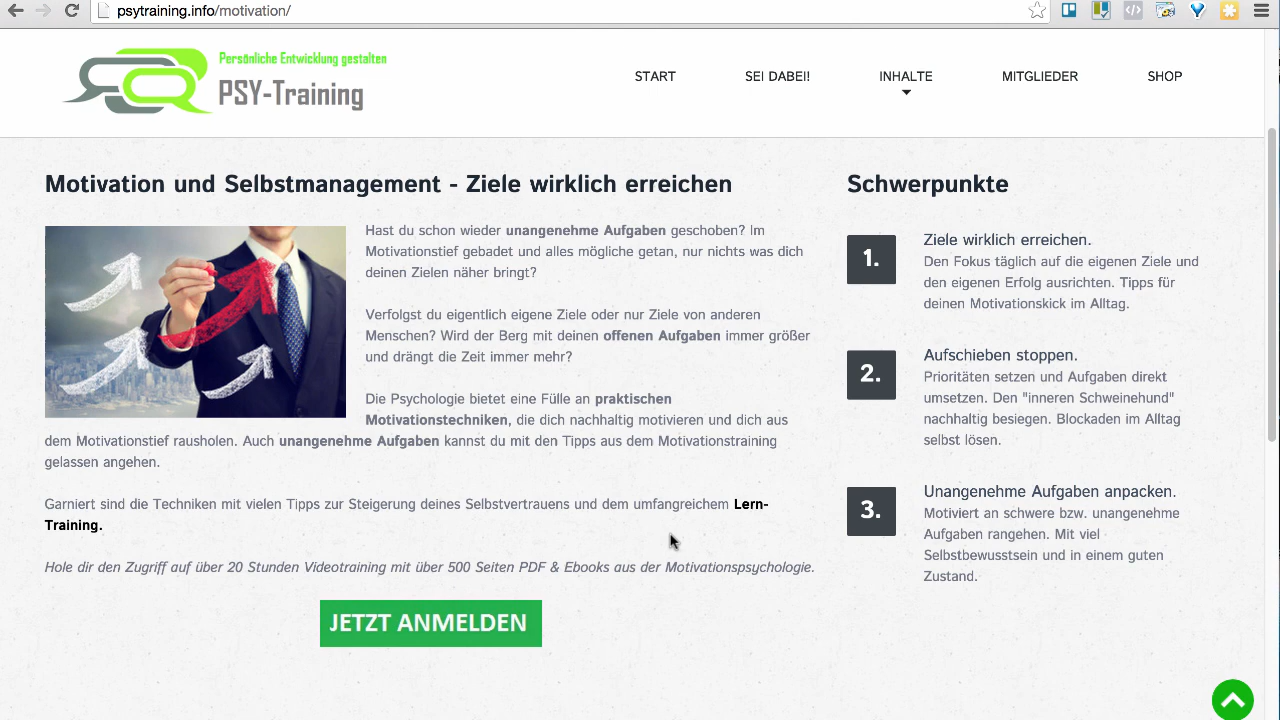 psytraining.info/motivation/
Persönliche Entwicklung gestalten
PSY-Training
START
SEI DABEI!
INHALTE
MITGLIEDER
SHOP
Motivation und Selbstmanagement - Ziele wirklich erreichen
Hast du schon wieder unangenehme Aufgaben geschoben? Im
Motivationstief gebadet und alles mögliche getan, nur nichts was dich
deinen Zielen näher bringt?
Verfolgst du eigentlich eigene Ziele oder nur Ziele von anderen
Menschen? Wird der Berg mit deinen offenen Aufgaben immer größer
und drängt die Zeit immer mehr?
Die Psychologie bietet eine Fülle an praktischen
Motivationstechniken, die dich nachhaltig motivieren und dich aus
dem Motivationstief rausholen. Auch unangenehme Aufgaben kannst du mit den Tipps aus dem Motivationstraining
gelassen angehen.
Garniert sind die Techniken mit vielen Tipps zur Steigerung deines Selbstvertrauens und dem umfangreichem Lern-
Training.
Hole dir den Zugriff auf über 20 Stunden Videotraining mit über 500 Seiten PDF & Ebooks aus der Motivationspsychologie.
JETZT ANMELDEN
Schwerpunkte
1.
Ziele wirklich erreichen.
Den Fokus täglich auf die eigenen Ziele und
den eigenen Erfolg ausrichten. Tipps für
deinen Motivationskick im Alltag.
2.
Aufschieben stoppen.
Prioritäten setzen und Aufgaben direkt
umsetzen. Den "inneren Schweinehund"
nachhaltig besiegen. Blockaden im Alltag
selbst lösen.
3.
Unangenehme Aufgaben anpacken.
Motiviert an schwere bzw. unangenehme
Aufgaben rangehen. Mit viel
Selbstbewusstsein und in einem guten
Zustand.